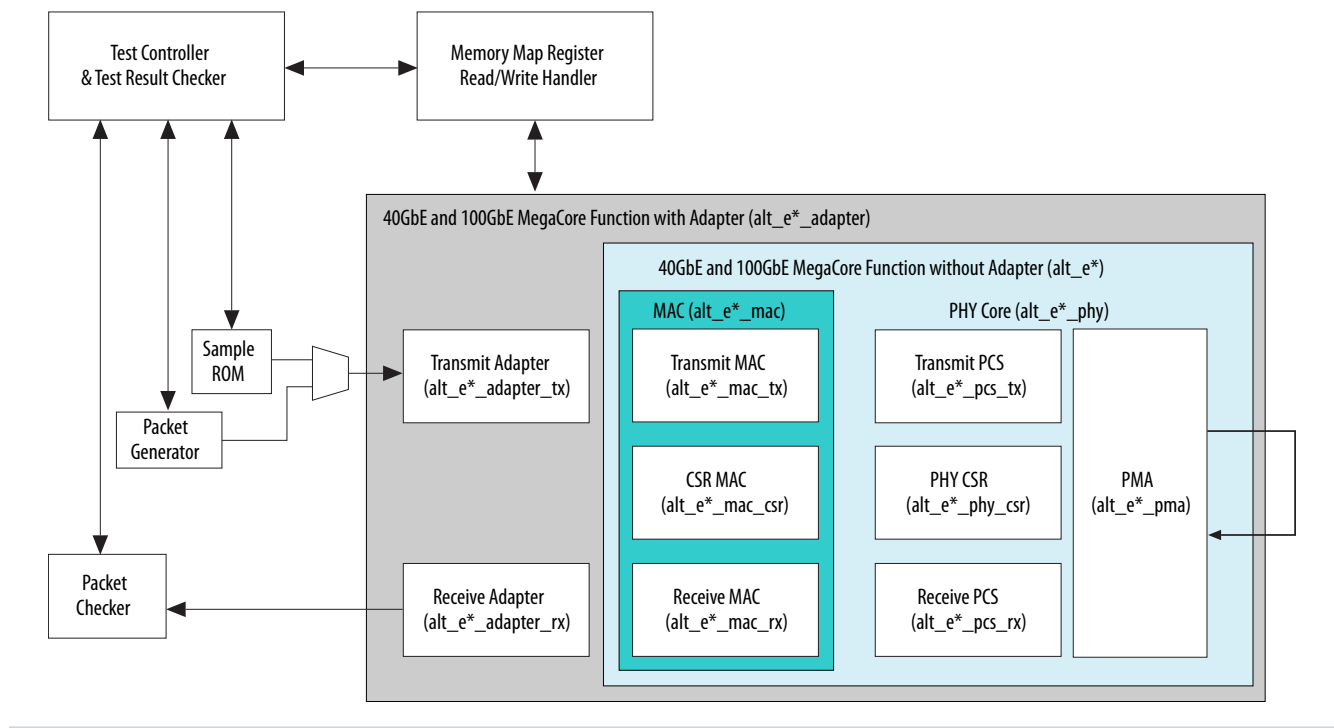 Test Controller
& Test Result Checker
Memory Map Register
Read/Write Handler
40GbE and 100GbE MegaCore Function with Adapter (alt_e*_adapter)
40GbE and 100GbE MegaCore Function without Adapter (alt_e*)
MAC (alt_e*_mac)
PHY Core (alt_e*_phy)
Sample
ROM
Transmit Adapter
(alt_e*_adapter_tx)
Transmit MAC
(alt_e*_mac_tx)
Transmit PCS
(alt_e*_pcs_tx)
Packet
Generator
CSR MAC
(alt_e*_mac_csr)
PHY CSR
(alt_e*_phy_csr)
PMA
(alt_e*_pma)
Packet
Checker
Receive Adapter
(alt_e*_adapter_rx)
Receive MAC
(alt_e*_mac_rx)
Receive PCS
(alt_e*_pcs_rx)